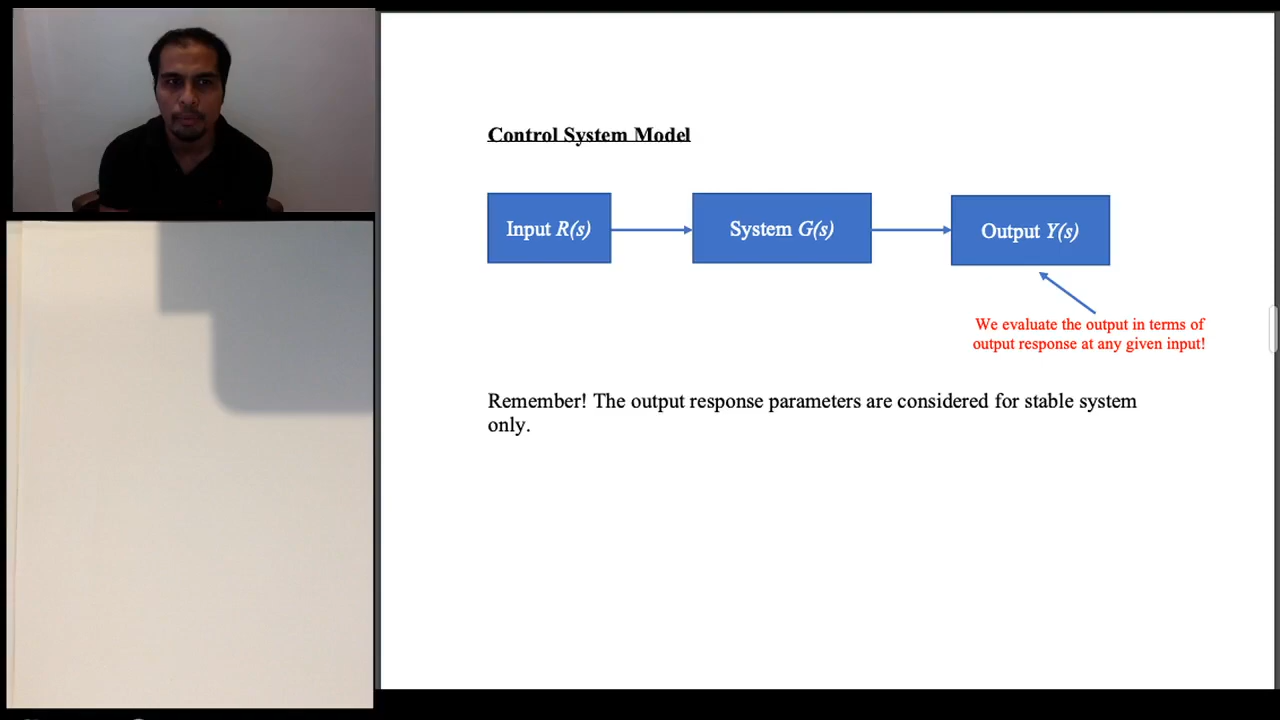 Control System Model
Input R(s)
System G(s)
Output Y(s)
We evaluate the output in terms of
output response at any given input!
Remember! The output response parameters are considered for stable system
only.